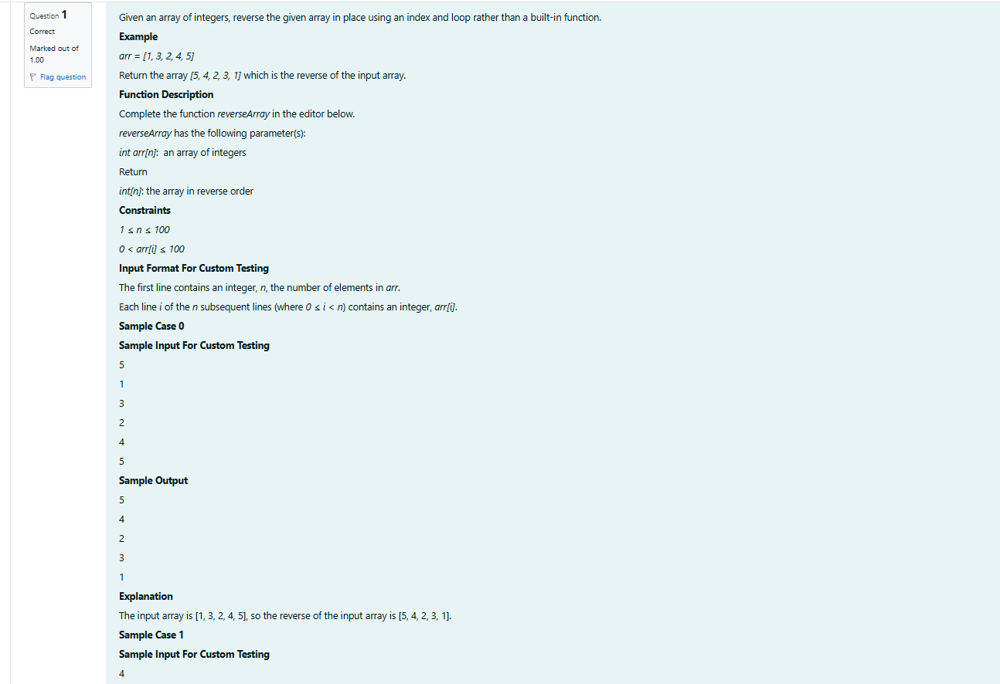 Question 1
Correct
Marked out of
1.00
Flag question
Given an array of integers, reverse the given array in place using an index and loop rather than a built-in function.
Example
arr = [1, 3, 2, 4, 5]
Return the array [5, 4, 2, 3, 1] which is the reverse of the input array.
Function Description
Complete the function reverseArray in the editor below.
reverseArray has the following parameter(s):
int arr[n]: an array of integers
Return
int[n]: the array in reverse order
Constraints
1 ≤ n ≤ 100
0 < arr[i] ≤ 100
Input Format For Custom Testing
The first line contains an integer, n, the number of elements in arr.
Each line i of the n subsequent lines (where 0 ≤ i < n) contains an integer, arr[i].
Sample Case 0
Sample Input For Custom Testing
5
1
3
2
4
5
Sample Output
5
4
2
3
1
Explanation
The input array is [1, 3, 2, 4, 5], so the reverse of the input array is [5, 4, 2, 3, 1].
Sample Case 1
Sample Input For Custom Testing
4